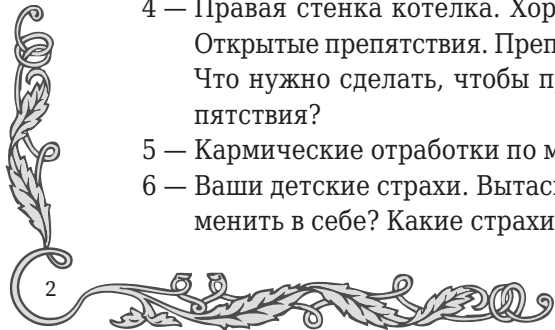 4 — Правая стенка котелка. Хор
Открытые препятствия. Преп
Что нужно сделать, чтобы п
пятствия?
5 — Кармические отработки по м
6 — Ваши детские страхи. Вытас
менить в себе? Какие страхи
2